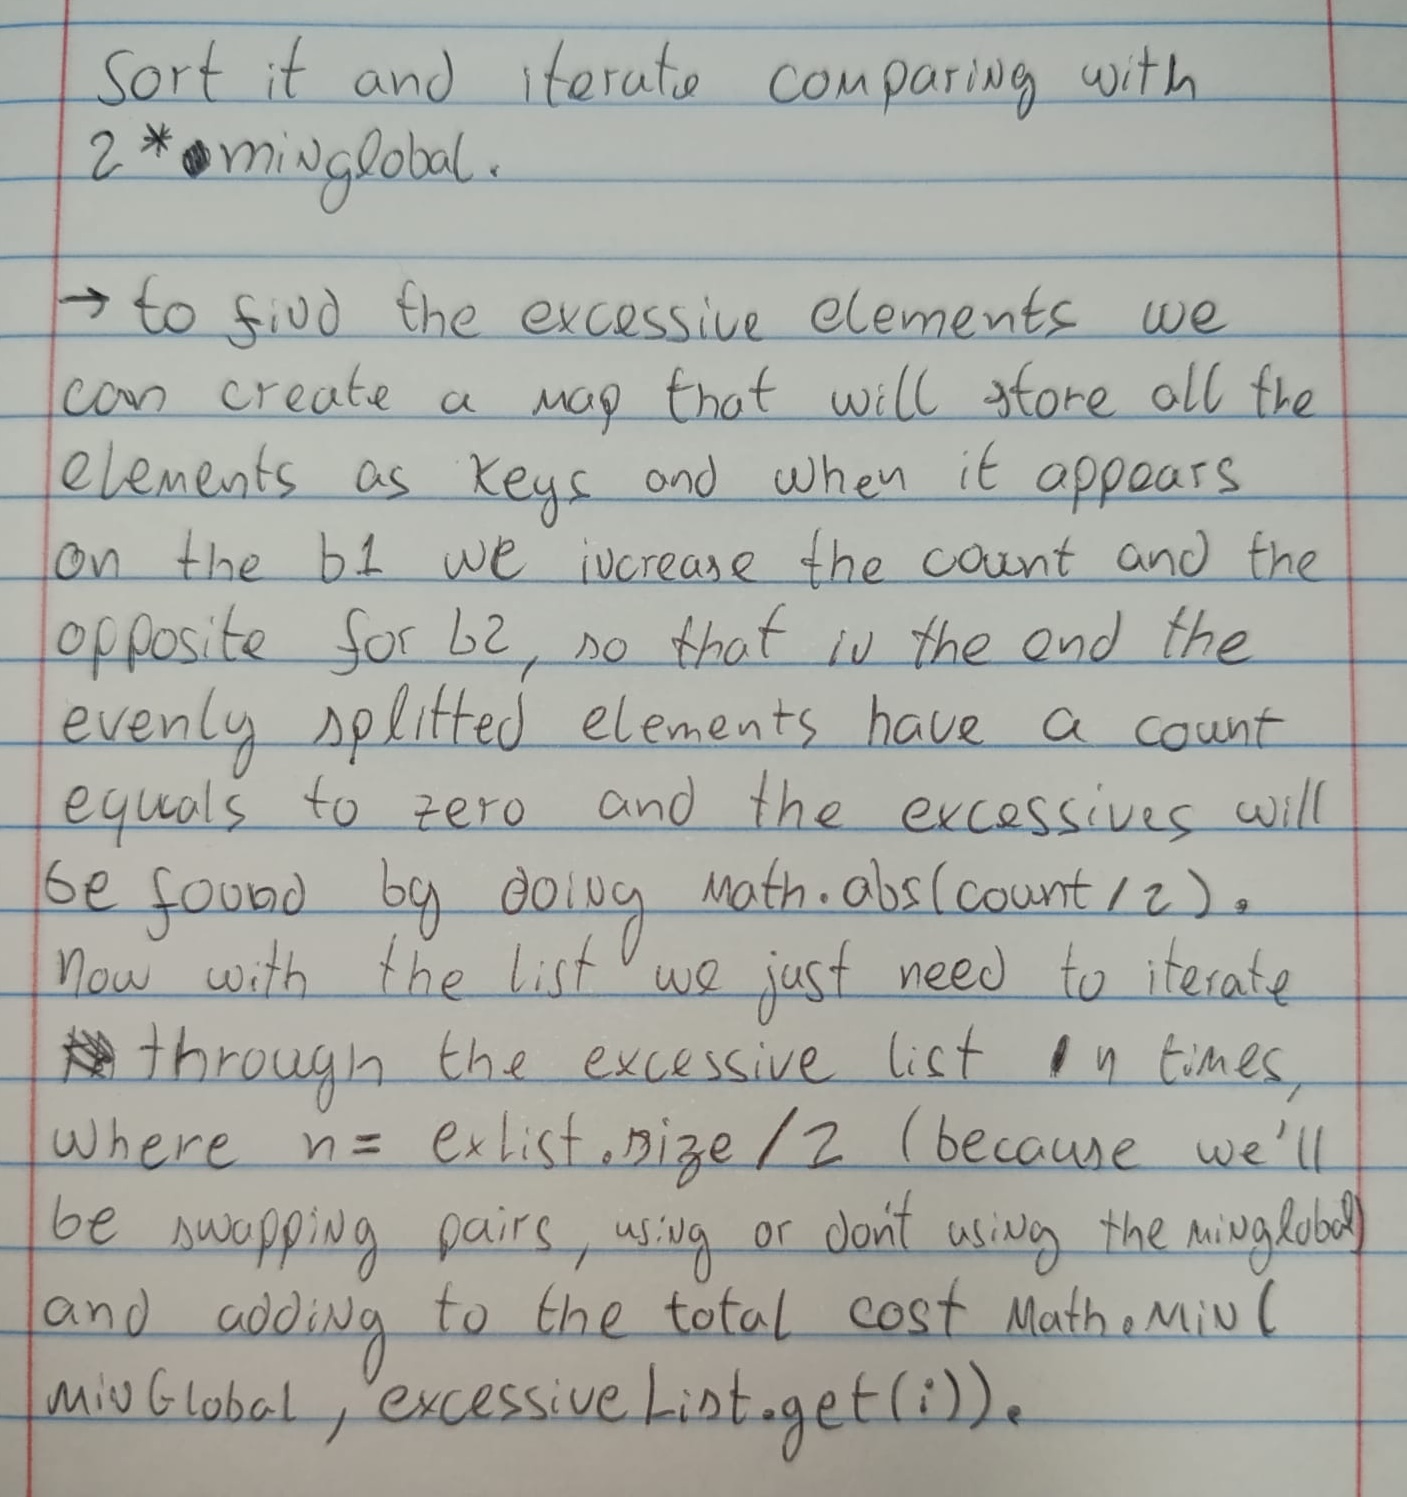 Sort it and iterate comparing with
2*minglobal.
→ to find the excessive elements we
can create a map that will store all the
elements as keys and when it appears
on the b1 we increase the count and the
opposite for b2, so that in the end the
evenly splitted elements have a count
equals to zero and the excessives will
be found by doing Math.abs(count/2).
Now with the list we just need to iterate
through the excessive list n times,
where n= exlist.size/2 (because we'll
be swapping pairs, using or don't using the minglobal)
and adding to the total cost Math.min(
minGlobal, excessiveList.get(i)).